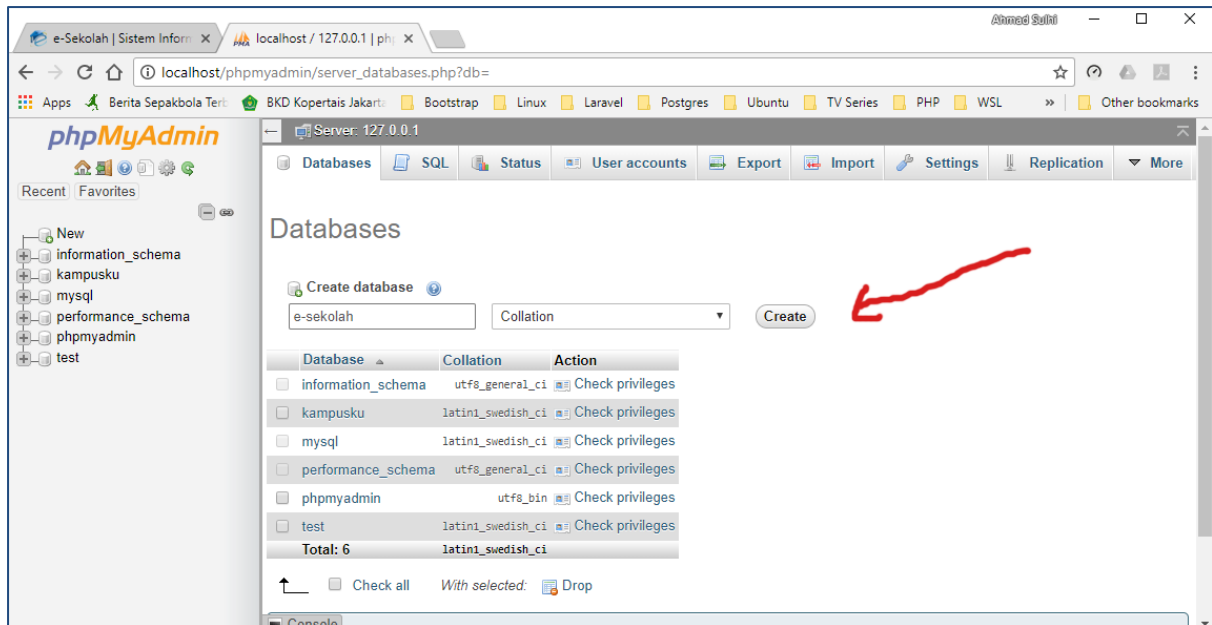 Ahmad Sulhi
e-Sekolah | Sistem Inform
localhost / 127.0.0.1 | ph
localhost/phpmyadmin/server_databases.php?db=
Apps Berita Sepakbola Terb BKD Kopertais Jakarta Bootstrap Linux Laravel Postgres Ubuntu TV Series PHP WSL » Other bookmarks
phpMyAdmin
Recent Favorites
New
information_schema
kampusku
mysql
performance_schema
phpmyadmin
test
Server: 127.0.0.1
Databases SQL Status User accounts Export Import Settings Replication More
Databases
Create database
e-sekolah Collation Create
Database Collation Action
information_schema utf8_general_ci Check privileges
kampusku latin1_swedish_ci Check privileges
mysql latin1_swedish_ci Check privileges
performance_schema utf8_general_ci Check privileges
phpmyadmin utf8_bin Check privileges
test latin1_swedish_ci Check privileges
Total: 6 latin1_swedish_ci
Check all With selected: Drop
Console